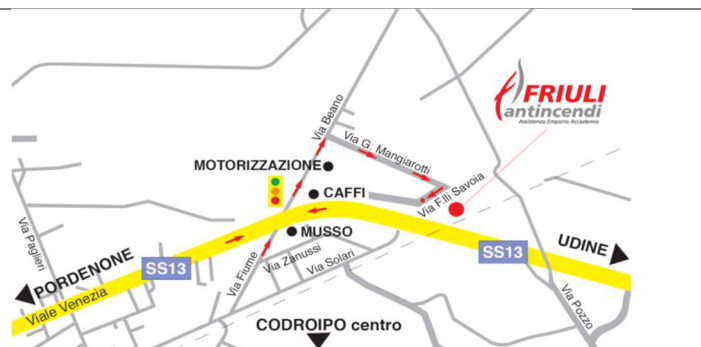 FRIULI
antincendi
Assistenza Emporio Accademia
Via Beano
Via G. Mangiarotti
MOTORIZZAZIONE
CAFFI
Via F.lli Savoia
MUSSO
Via Paglieri
UDINE
SS13
PORDENONE
SS13
Via Zanussi
Via Solari
Via Fiume
Viale Venezia
Via Pozzo
CODROIPO centro